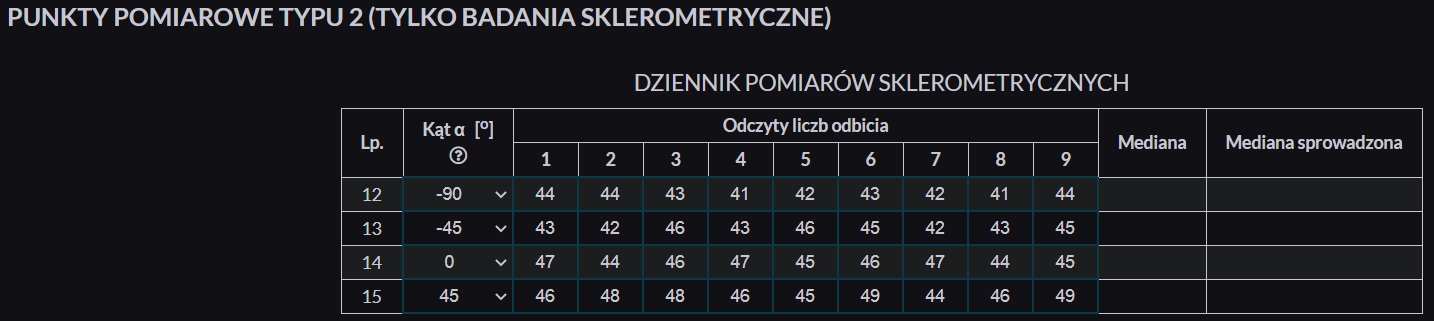 PUNKTY POMIAROWE TYPU 2 (TYLKO BADANIA SKLEROMETRYCZNE)
DZIENNIK POMIARÓW SKLEROMETRYCZNYCH
Lp. Kąt α [º] ? Odczyty liczb odbicia Mediana Mediana sprowadzona
1 2 3 4 5 6 7 8 9
12 -90 44 44 43 41 42 43 42 41 44
13 -45 43 42 46 43 46 45 42 43 45
14 0 47 44 46 47 45 46 47 44 45
15 45 46 48 48 46 45 49 44 46 49